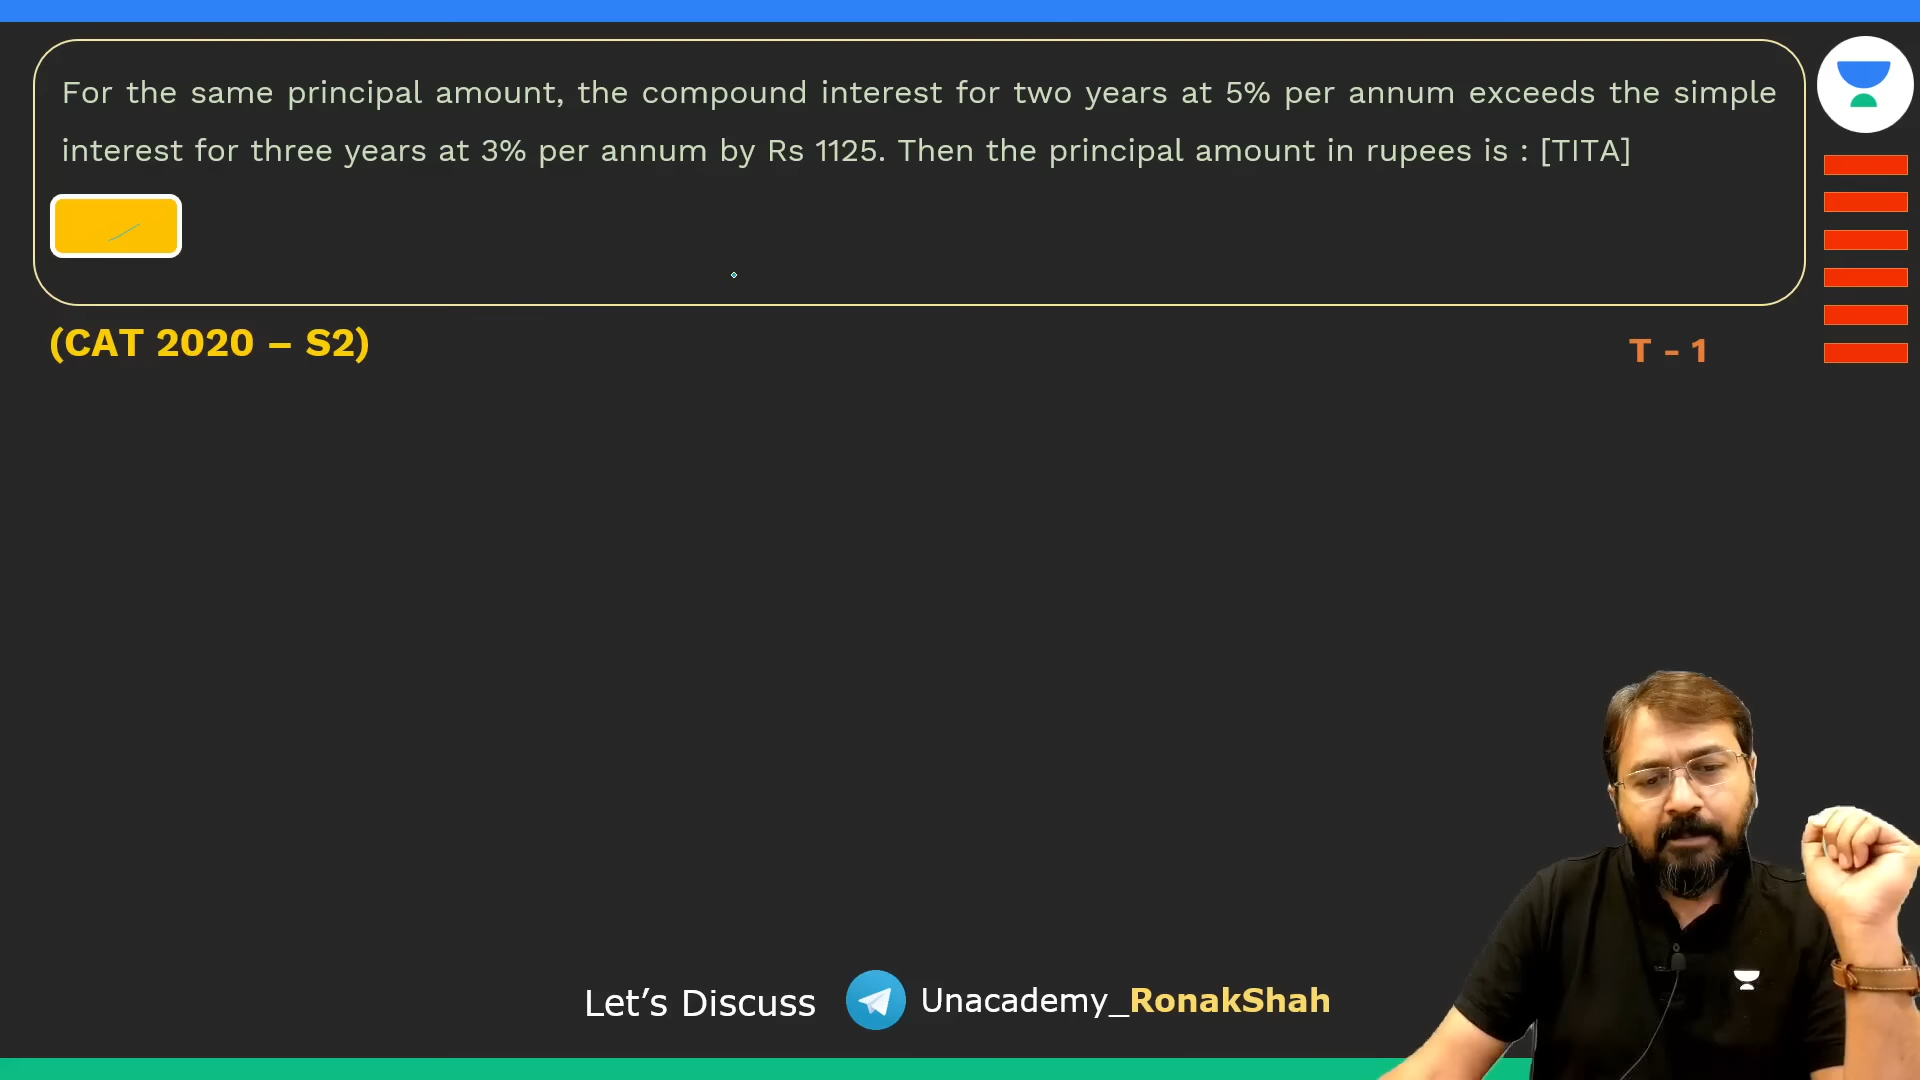 For the same principal amount, the compound interest for two years at 5% per annum exceeds the simple
interest for three years at 3% per annum by Rs 1125. Then the principal amount in rupees is : [TITA]
(CAT 2020 – S2)
T - 1
Let’s Discuss
Unacademy_RonakShah